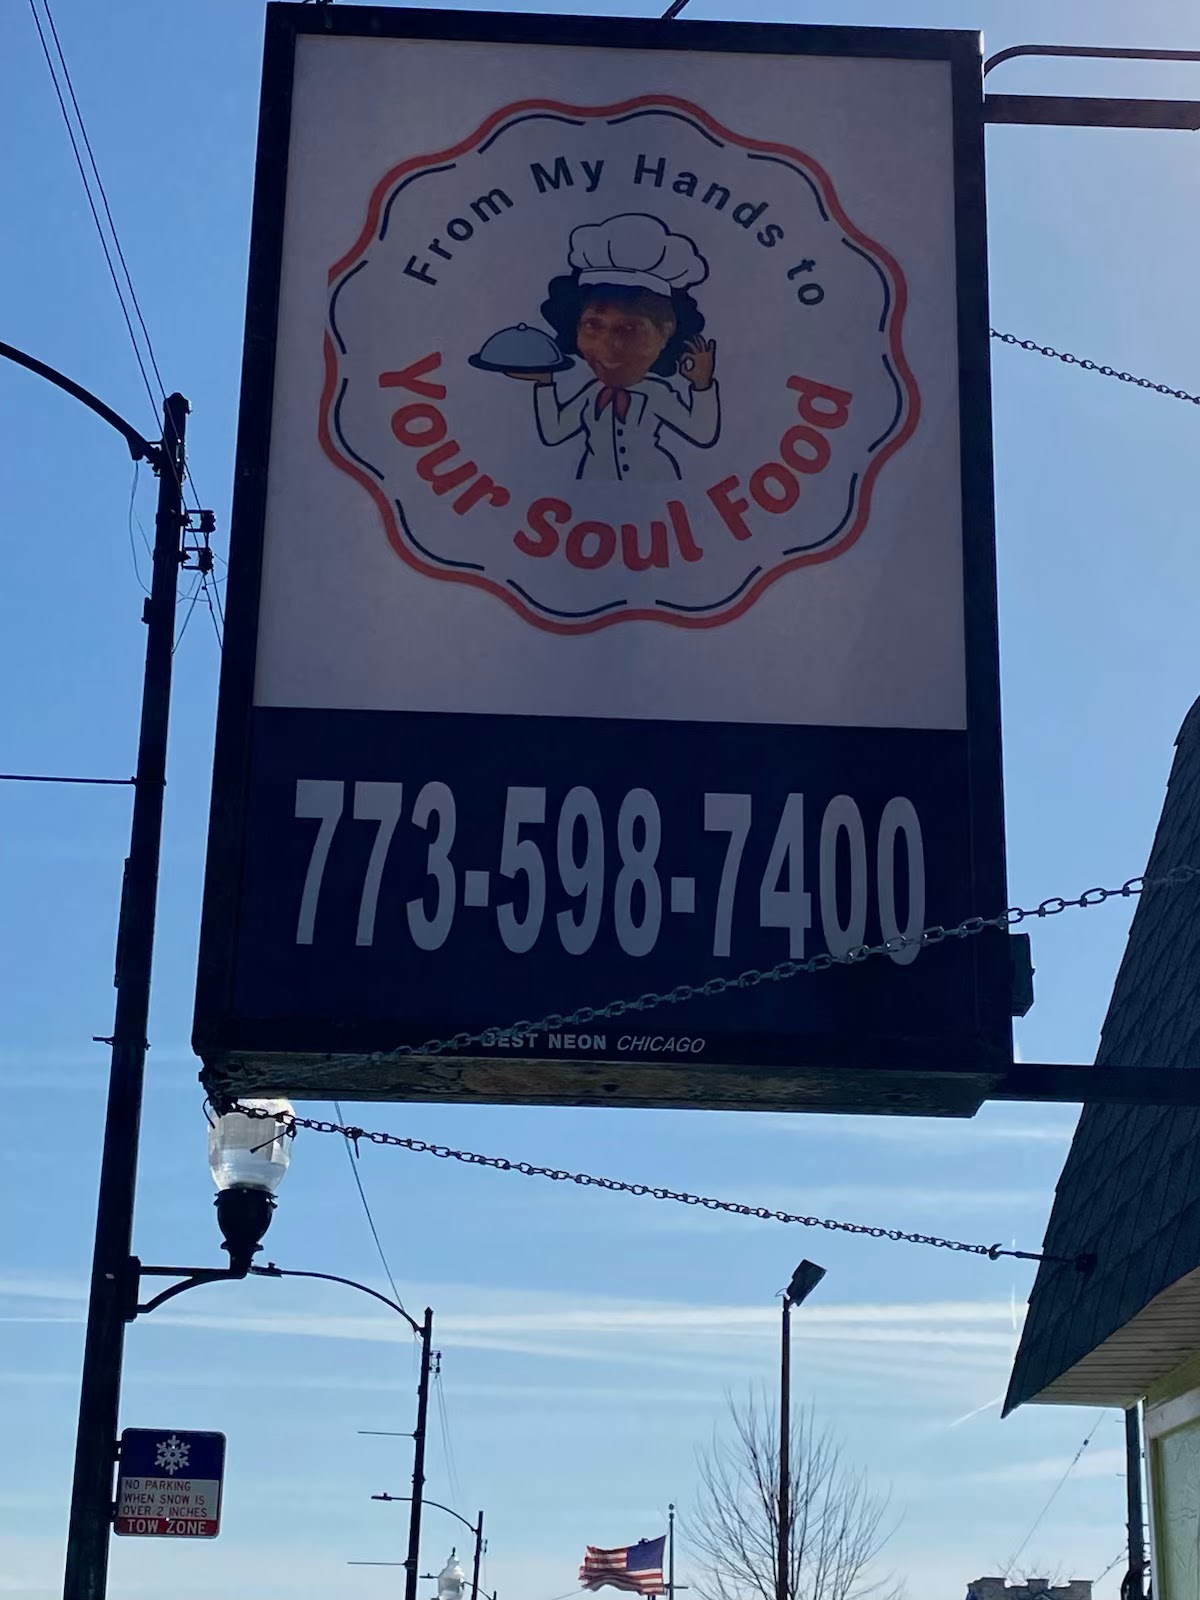 From My Hands to
Your Soul Food
773-598-7400
BEST NEON CHICAGO
NO PARKING
WHEN SNOW IS
OVER 2 INCHES
TOW ZONE